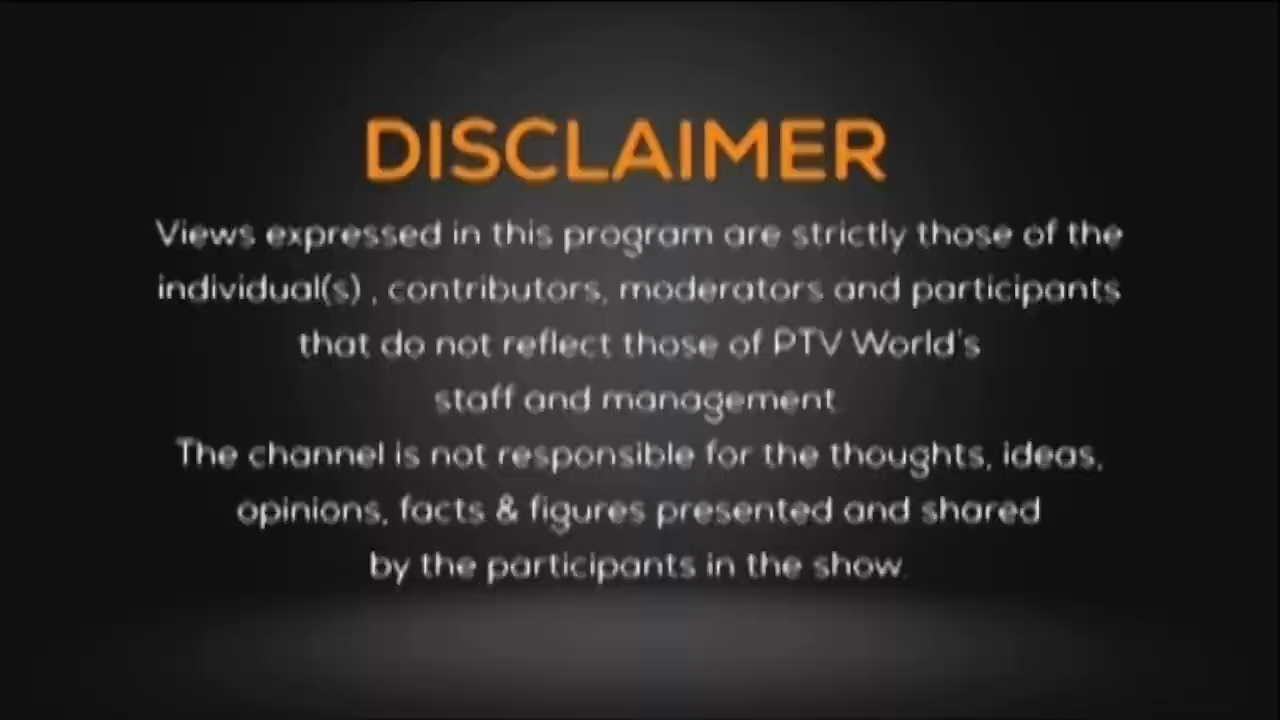 DISCLAIMER
Views expressed in this program are strictly those of the
individual(s) , contributors, moderators and participants
that do not reflect those of PTV World's
staff and management.
The channel is not responsible for the thoughts, ideas,
opinions, facts & figures presented and shared
by the participants in the show.